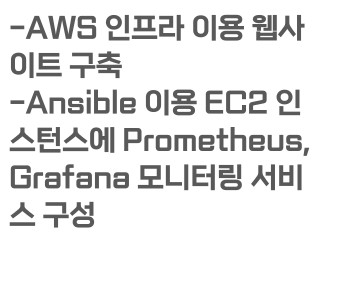 -AWS 인프라 이용 웹사
이트 구축
-Ansible 이용 EC2 인
스턴스에 Prometheus,
Grafana 모니터링 서비
스 구성